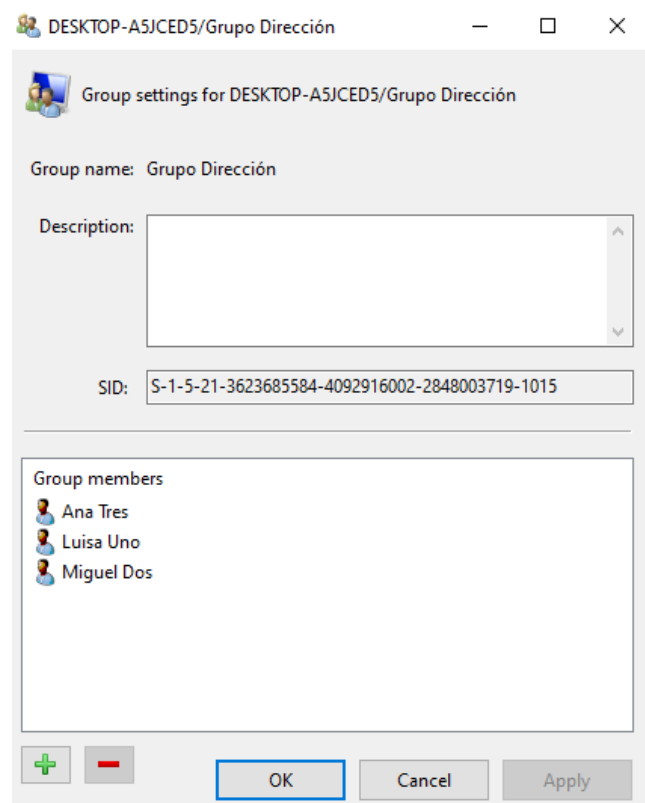 DESKTOP-A5JCED5/Grupo Dirección
Group settings for DESKTOP-A5JCED5/Grupo Dirección
Group name: Grupo Dirección
Description:
SID: S-1-5-21-3623685584-4092916002-2848003719-1015
Group members
Ana Tres
Luisa Uno
Miguel Dos
OK Cancel Apply